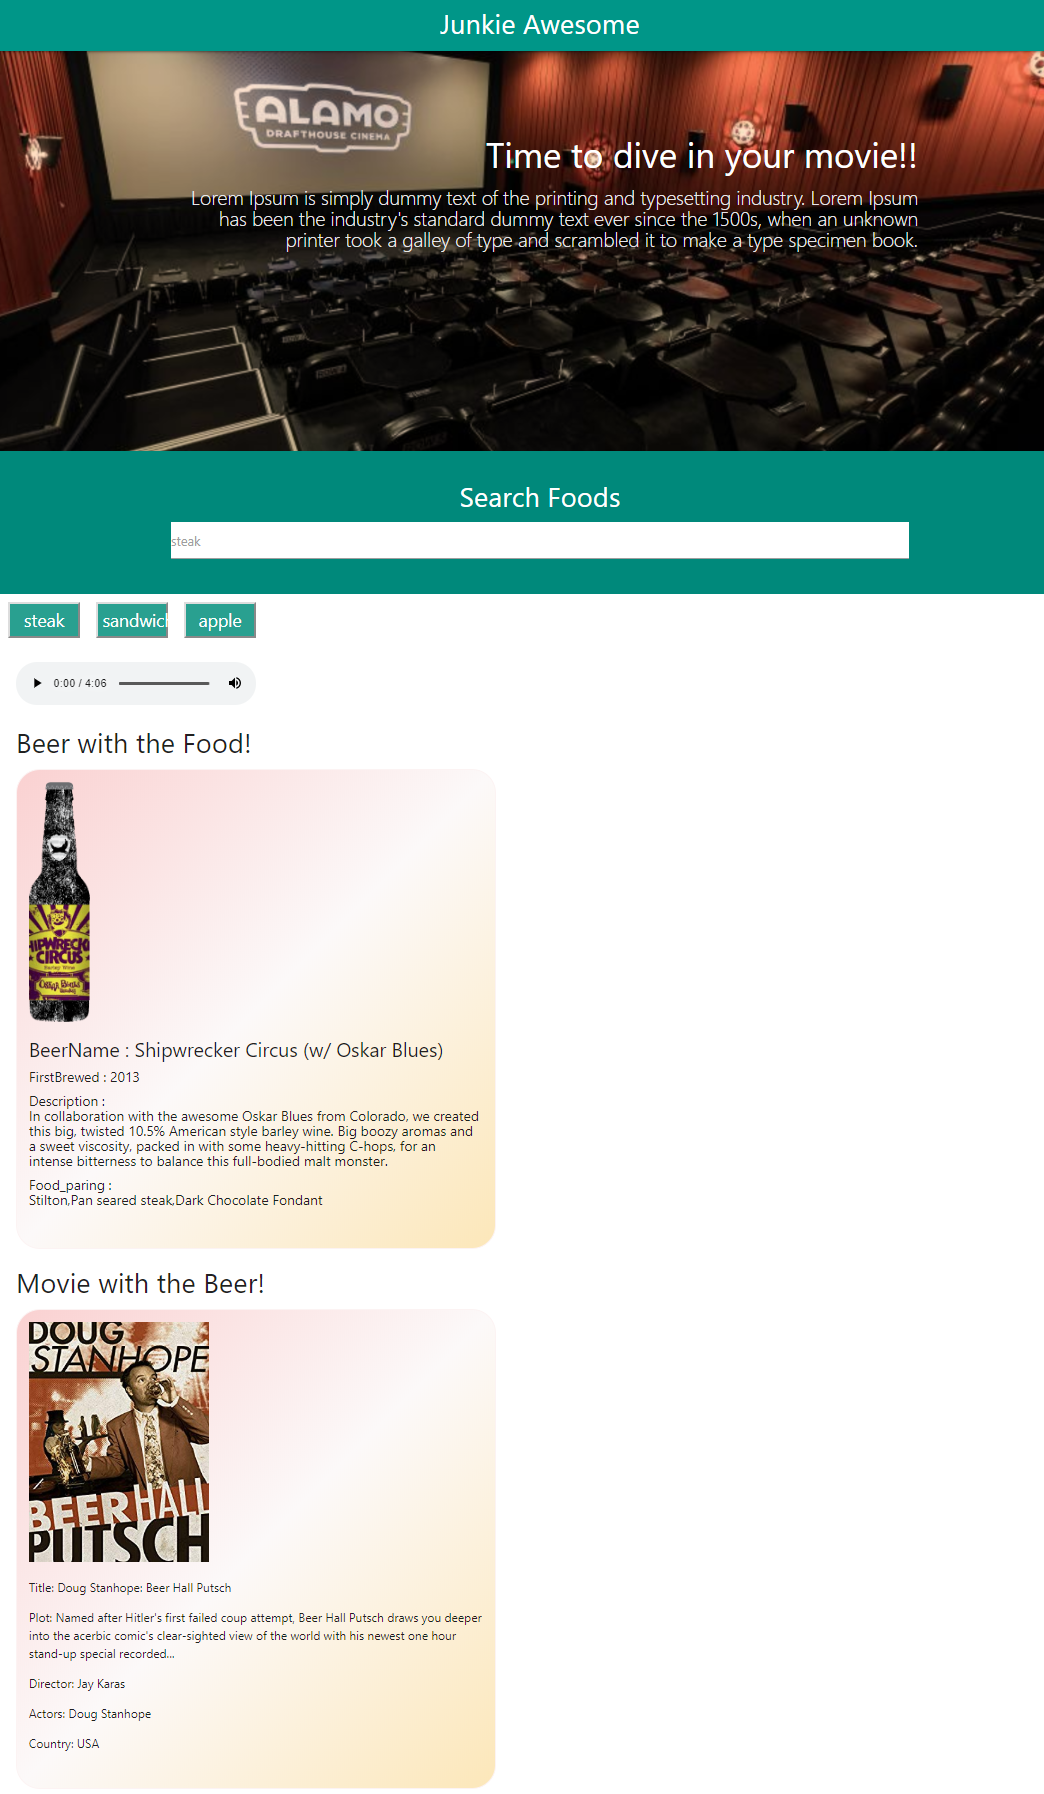 Junkie Awesome
ALAMO
DRAFTHOUSE CINEMA
Time to dive in your movie!!
Lorem Ipsum is simply dummy text of the printing and typesetting industry. Lorem Ipsum
has been the industry's standard dummy text ever since the 1500s, when an unknown
printer took a galley of type and scrambled it to make a type specimen book.
Search Foods
steak
steak
sandwich
apple
0:00 / 4:06
Beer with the Food!
HIPWRECK
CIRCUS
BeerName : Shipwrecker Circus (w/ Oskar Blues)
FirstBrewed : 2013
Description :
In collaboration with the awesome Oskar Blues from Colorado, we created
this big, twisted 10.5% American style barley wine. Big boozy aromas and
a sweet viscosity, packed in with some heavy-hitting C-hops, for an
intense bitterness to balance this full-bodied malt monster.
Food_paring :
Stilton,Pan seared steak,Dark Chocolate Fondant
Movie with the Beer!
DOUG
STANHOPE
BEER HALL
PUTSCH
Title: Doug Stanhope: Beer Hall Putsch
Plot: Named after Hitler's first failed coup attempt, Beer Hall Putsch draws you deeper
into the acerbic comic's clear-sighted view of the world with his newest one hour
stand-up special recorded...
Director: Jay Karas
Actors: Doug Stanhope
Country: USA